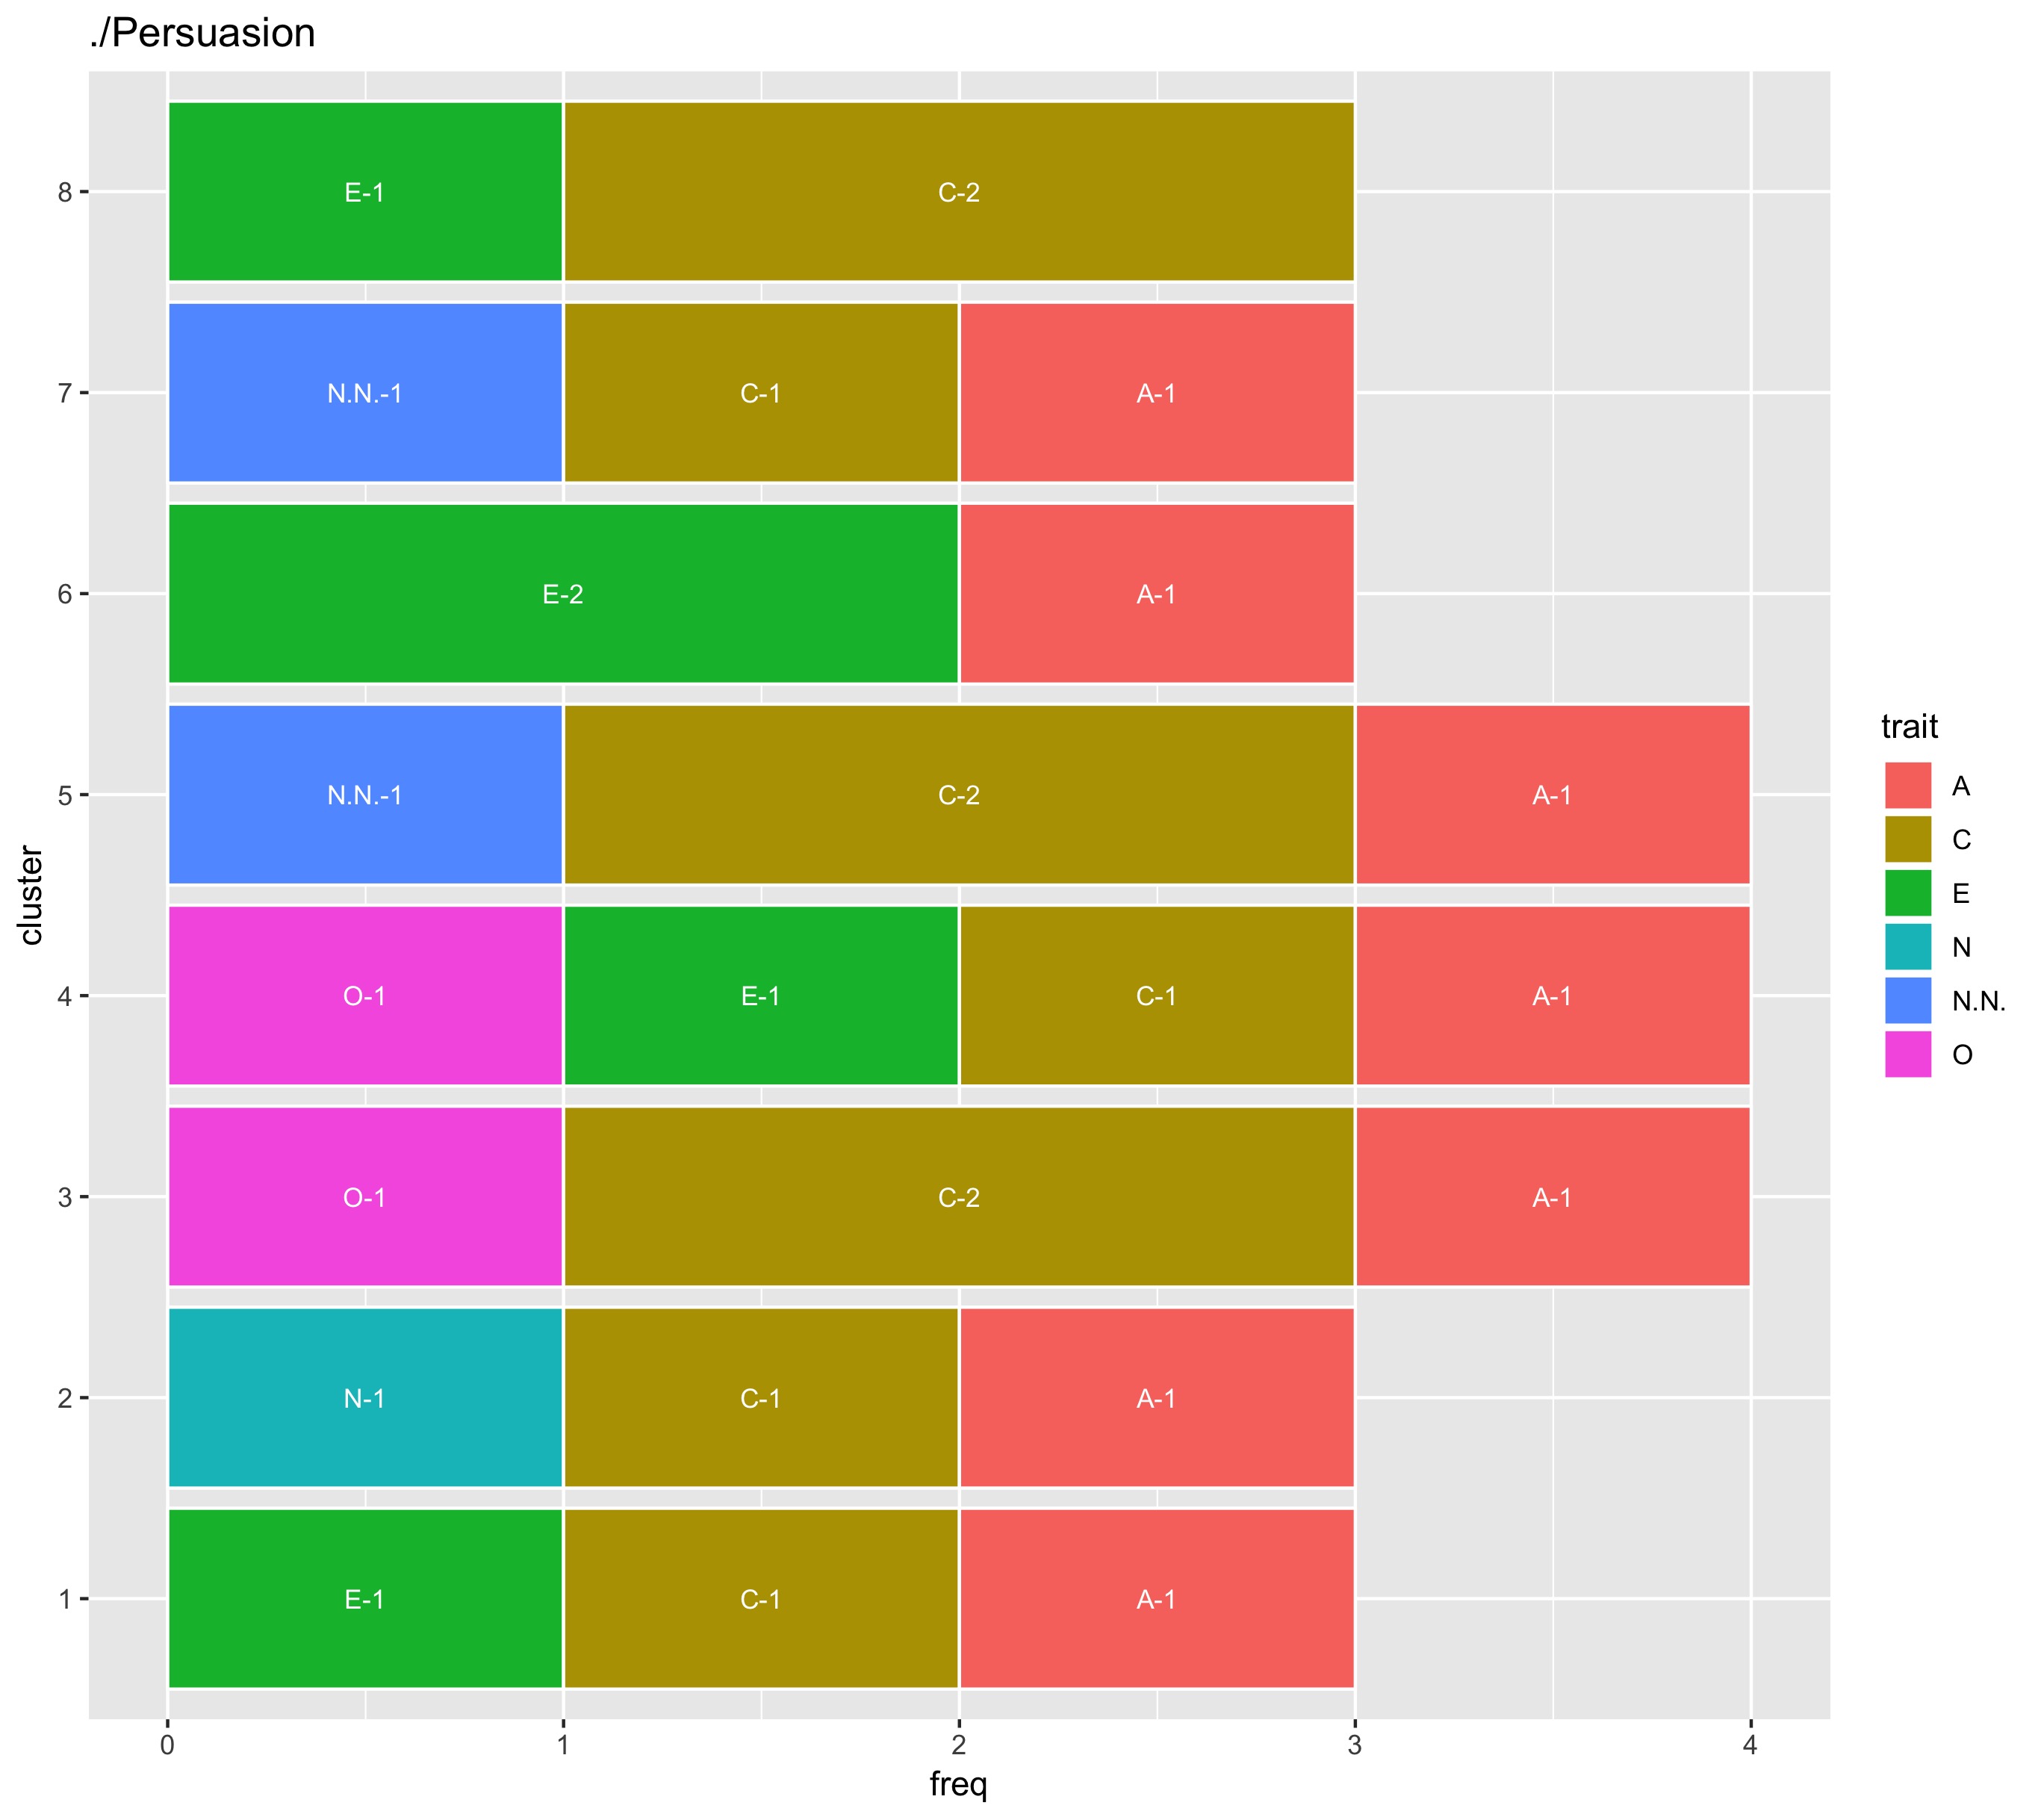 ./Persuasion
8
E-1
C-2
7
N.N.-1
C-1
A-1
6
E-2
A-1
5
N.N.-1
C-2
A-1
4
O-1
E-1
C-1
A-1
3
O-1
C-2
A-1
2
N-1
C-1
A-1
1
E-1
C-1
A-1
0
1
2
3
4
freq
cluster
trait
A
C
E
N
N.N.
O